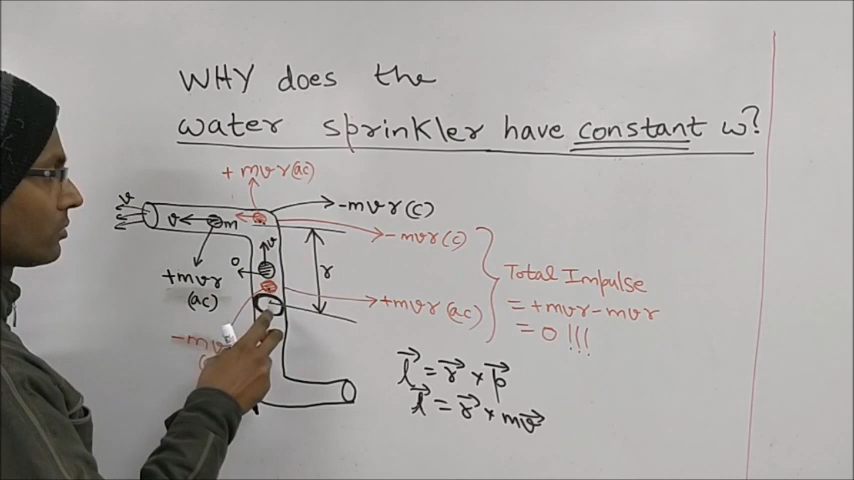 WHY does the
water sprinkler have constant ω?
+ mvr (ac)
-mvr (c)
v
v
m
-mvr (c)
v
o
r
+mvr
(ac)
+mvr (ac)
Total Impulse
= +mvr-mvr
= 0 !!!
-mv
l = r × p
l = r × mv